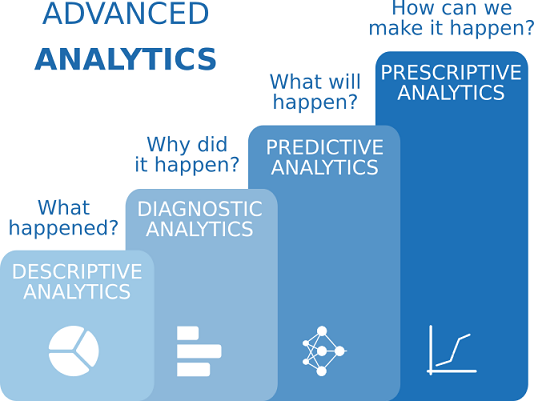 ADVANCED
ANALYTICS
How can we
make it happen?
PRESCRIPTIVE
ANALYTICS
What will
happen?
PREDICTIVE
ANALYTICS
Why did
it happen?
DIAGNOSTIC
ANALYTICS
What
happened?
DESCRIPTIVE
ANALYTICS